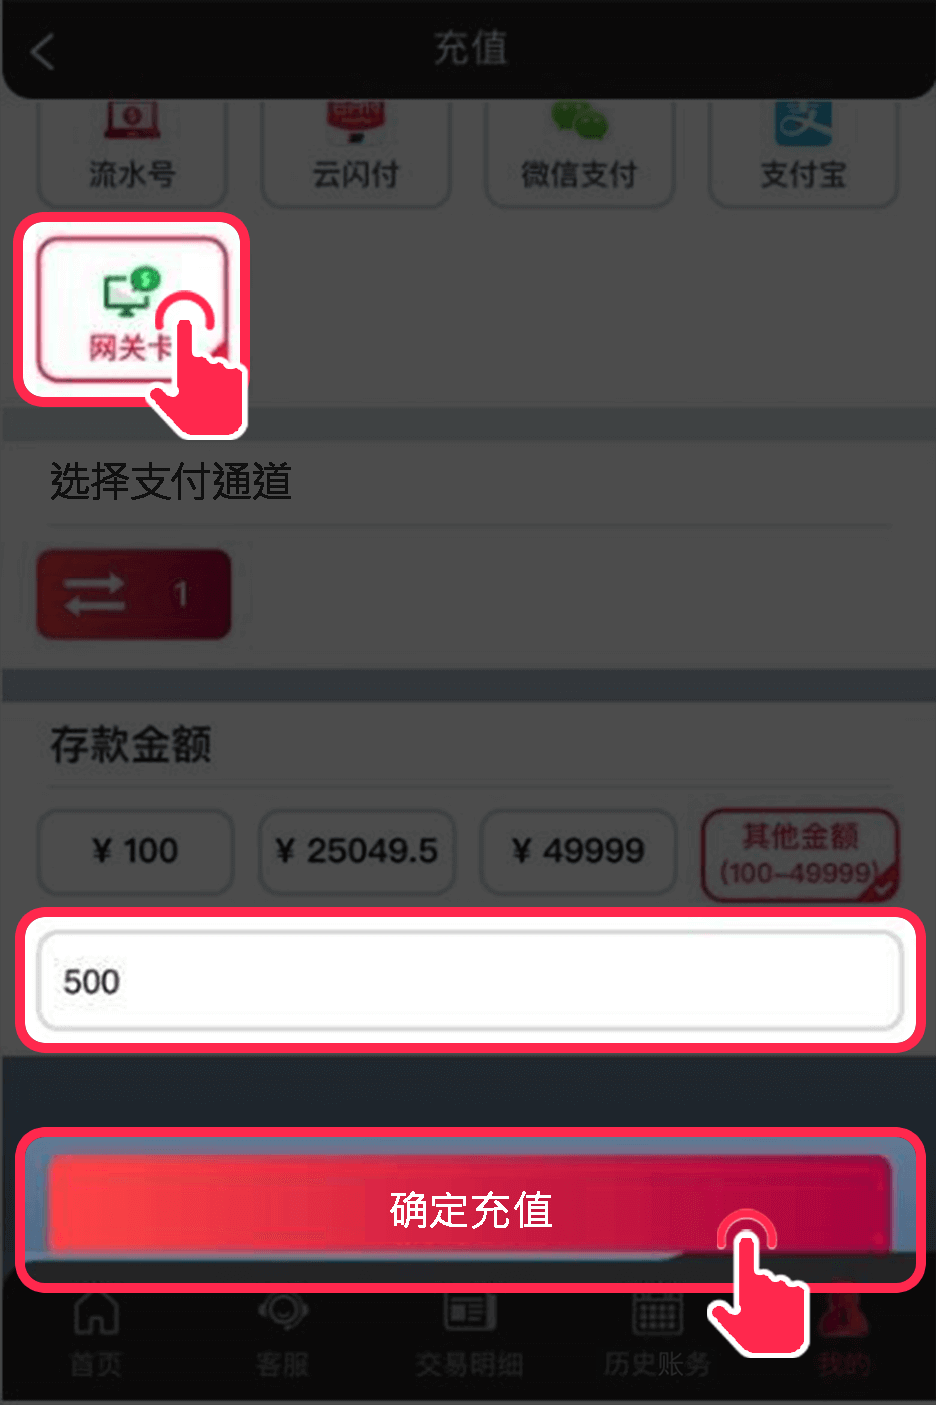 充值
流水号
云闪付
微信支付
支付宝
网关卡
选择支付通道
1
存款金额
¥ 100
¥ 25049.5
¥ 49999
其他金额
(100-49999)
500
确定充值
首页
客服
交易明细
历史账务
我的